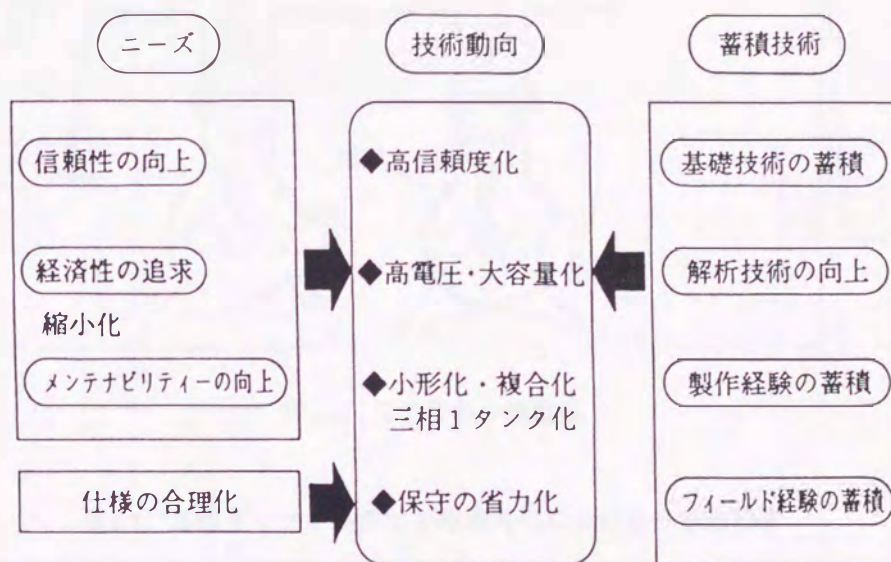 ニーズ
信頼性の向上
経済性の追求
縮小化
メンテナビリティーの向上
仕様の合理化
技術動向
◆高信頼度化
◆高電圧・大容量化
◆小形化・複合化
三相1タンク化
◆保守の省力化
蓄積技術
基礎技術の蓄積
解析技術の向上
製作経験の蓄積
フィールド経験の蓄積